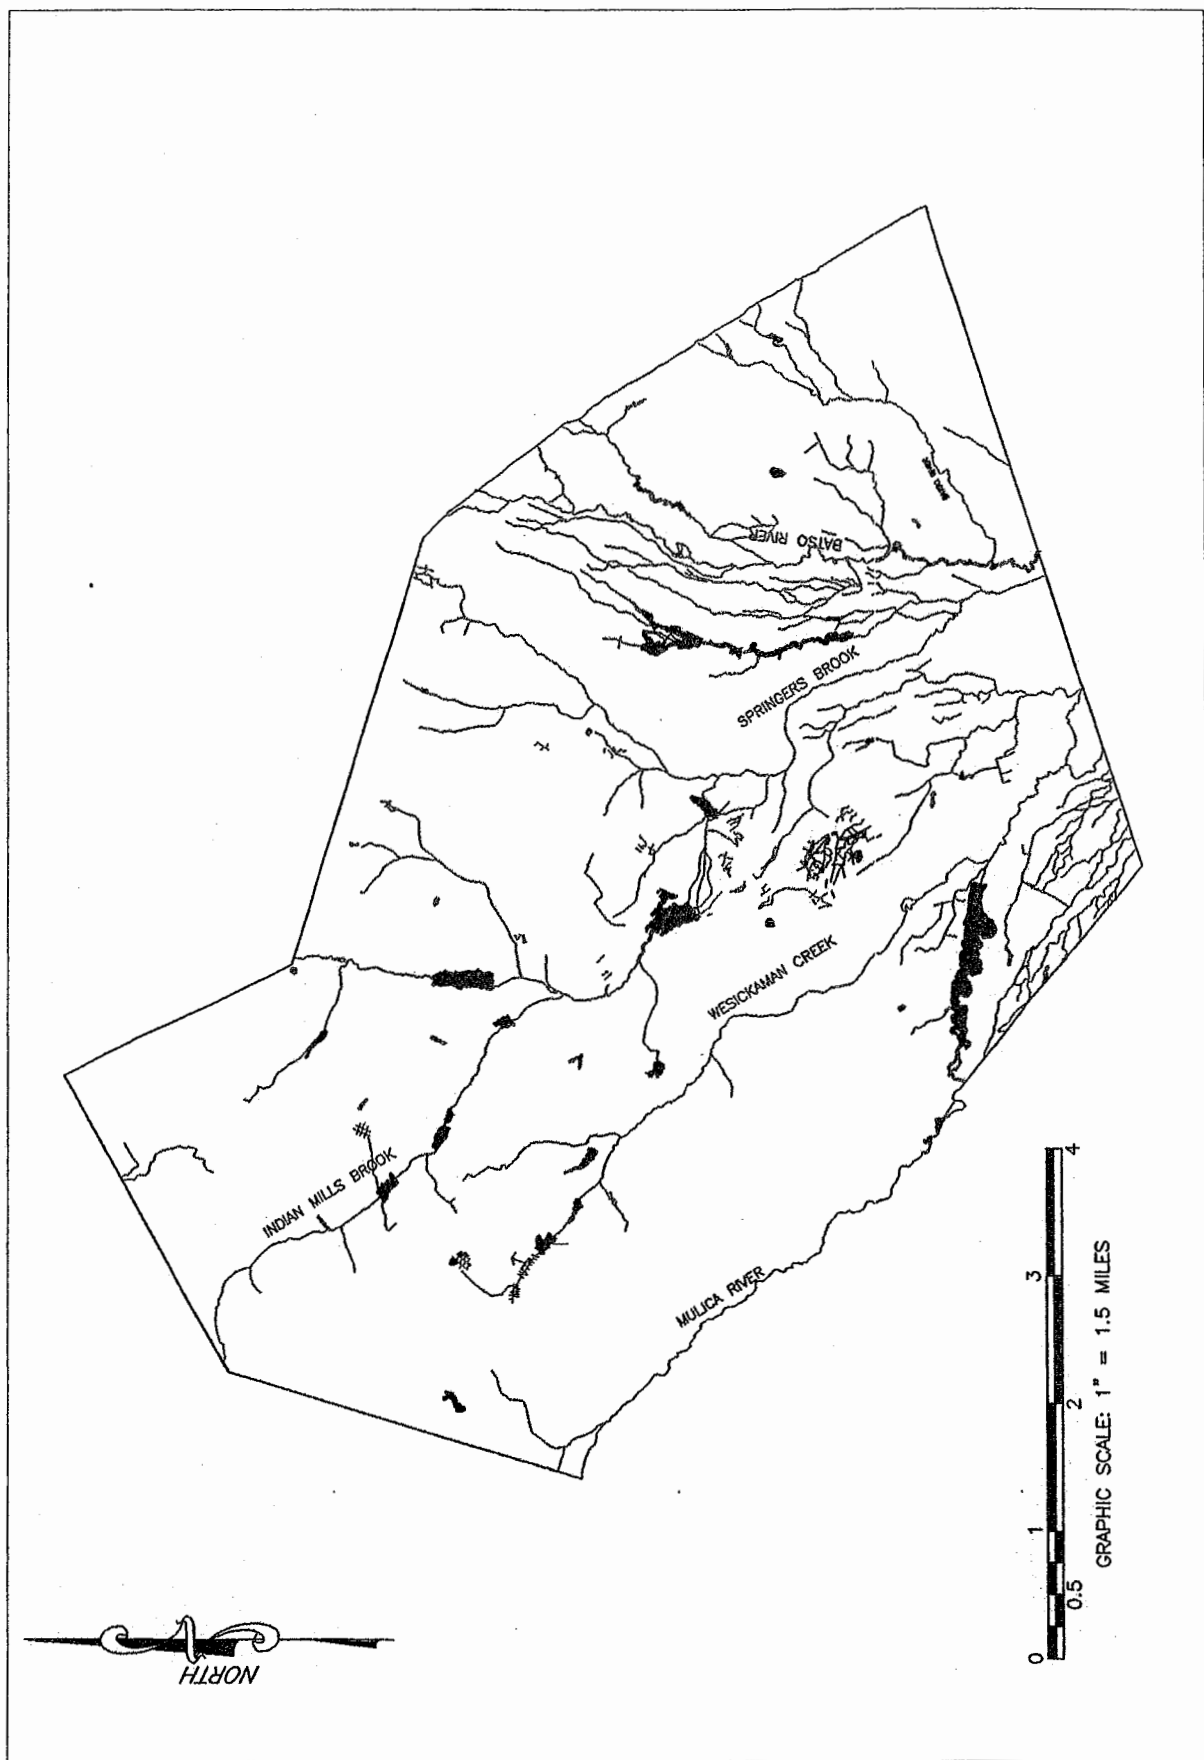 BATSO RIVER
SPRINGERS BROOK
WESICKAMAN CREEK
INDIAN MILLS BROOK
MULICA RIVER
NORTH
0 0.5 1 2 3 4
GRAPHIC SCALE: 1" = 1.5 MILES